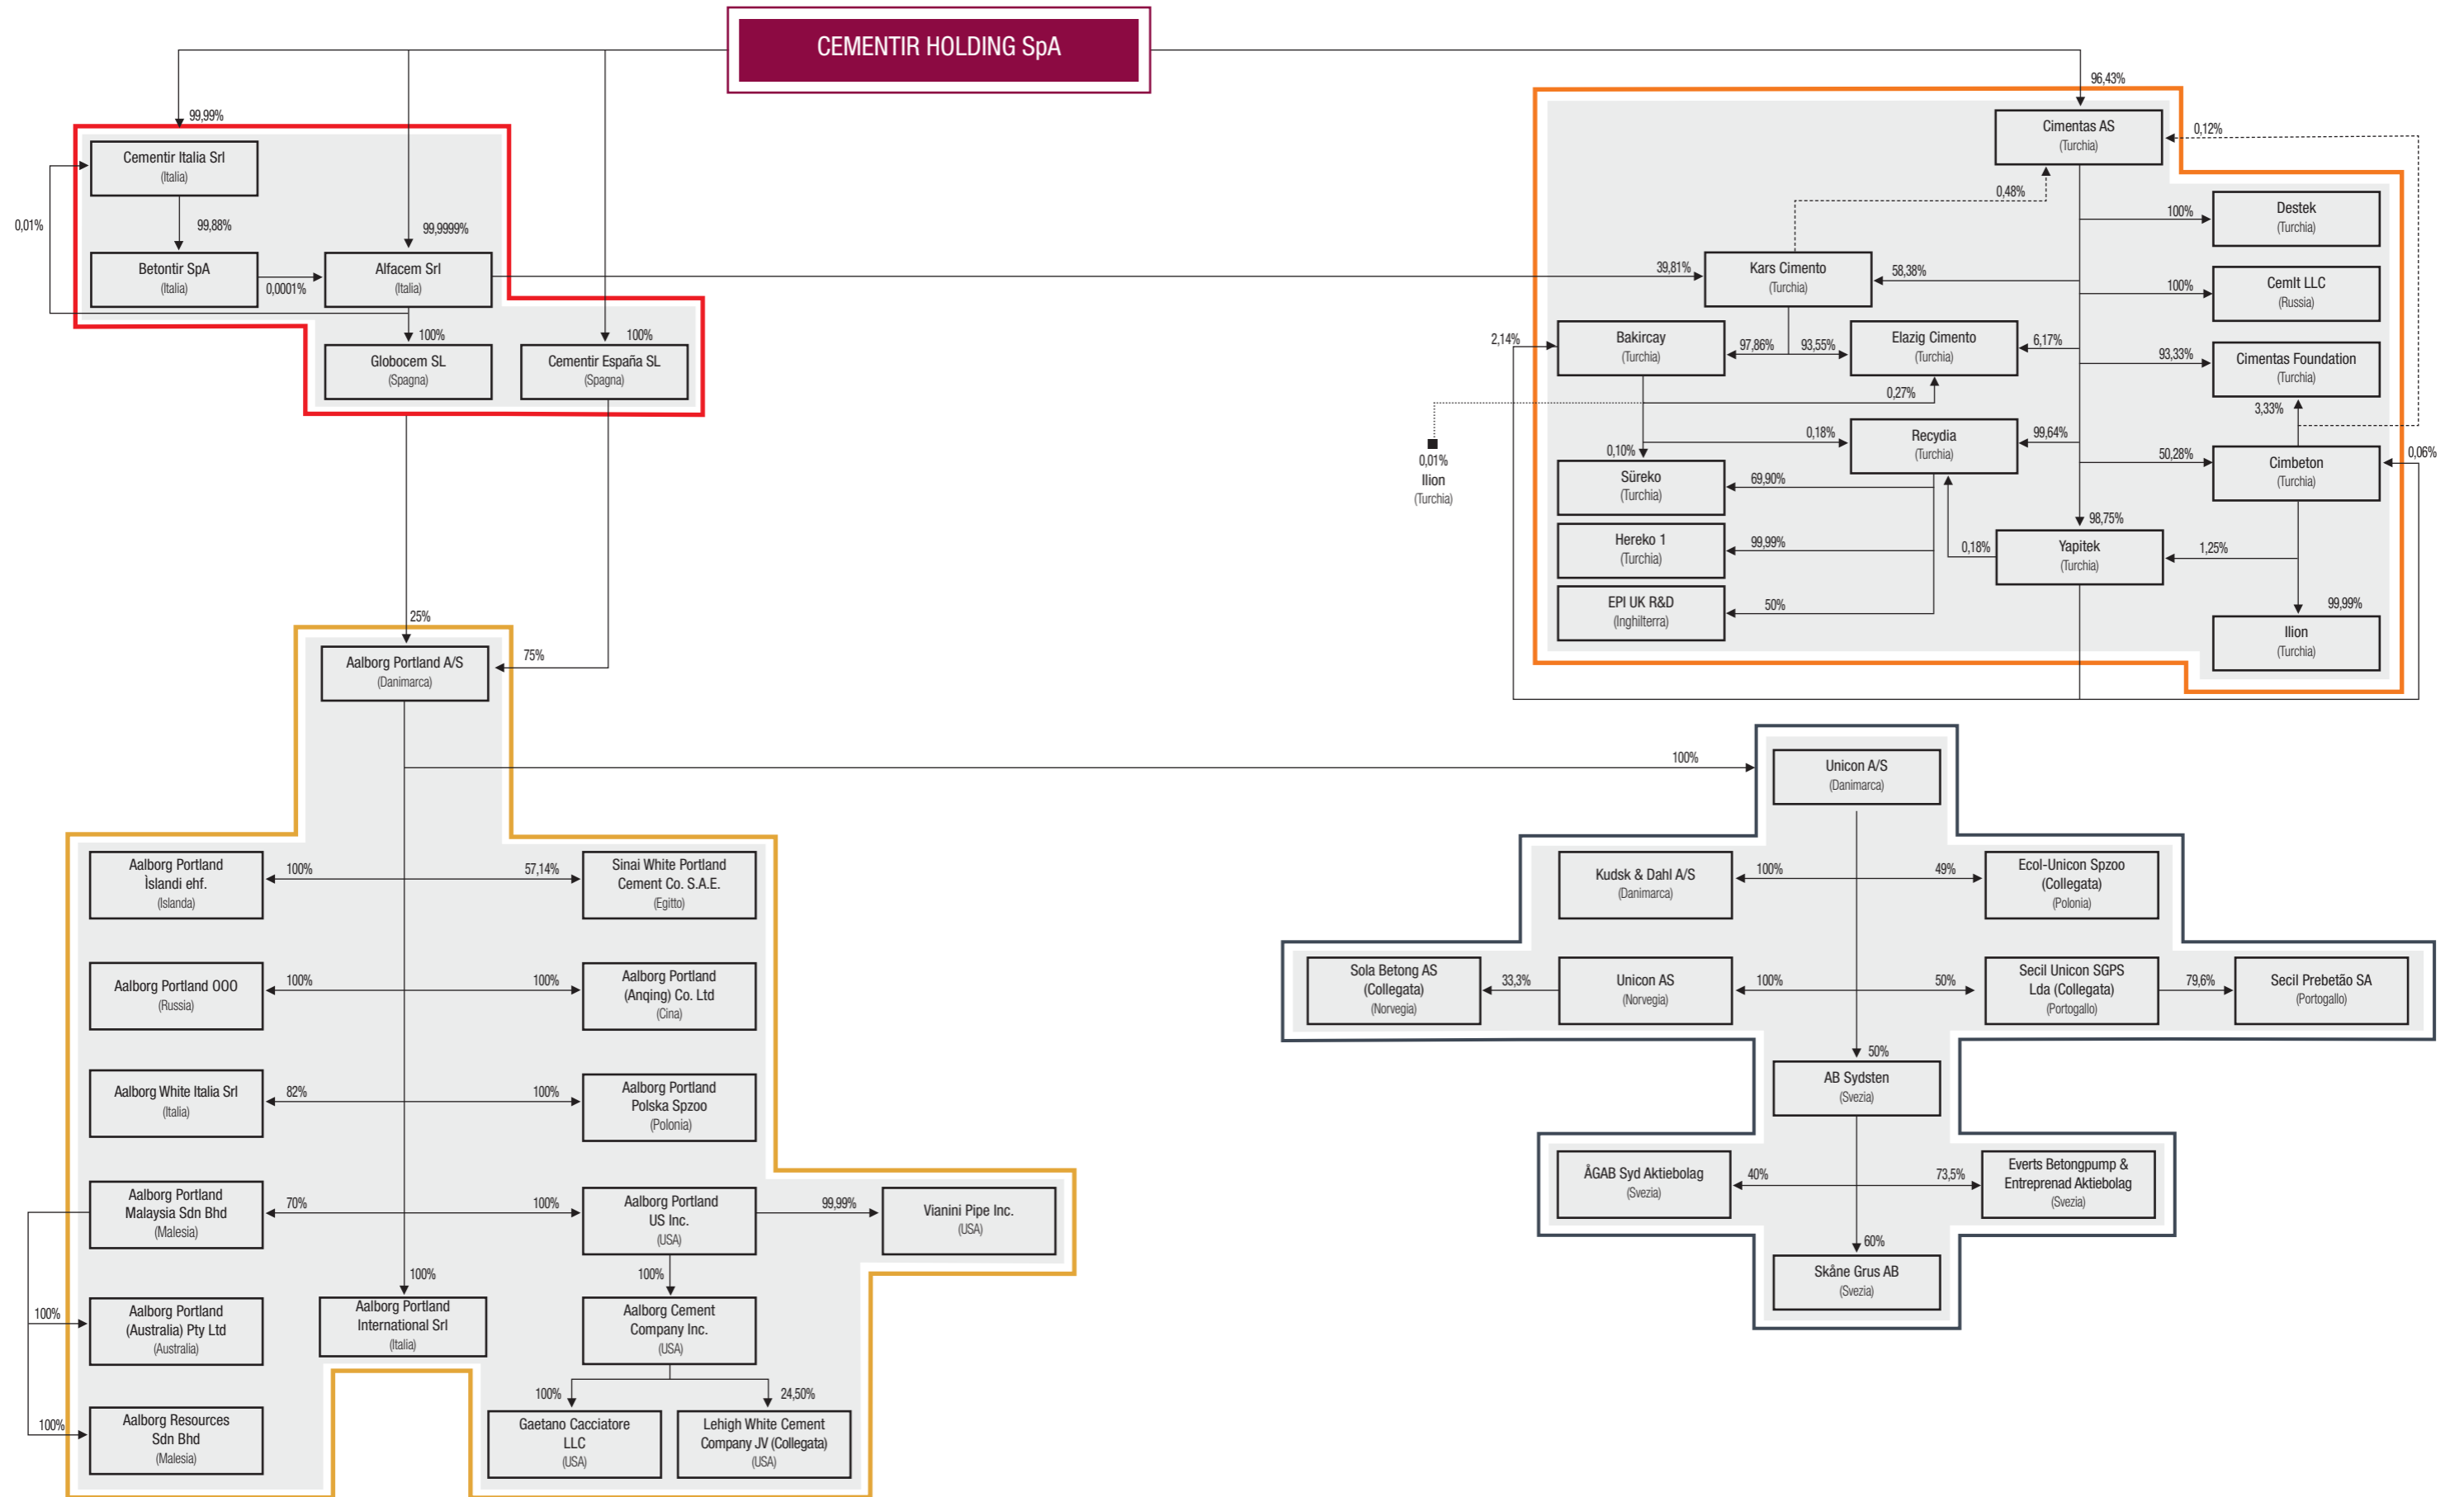 CEMENTIR HOLDING SpA
99,99%
Cementir Italia Srl
(Italia)
0,01%
99,88%
99,9999%
Betontir SpA
(Italia)
0,0001%
Alfacem Srl
(Italia)
100%
100%
Globocem SL
(Spagna)
Cementir España SL
(Spagna)
96,43%
Cimentas AS
(Turchia)
0,12%
0,48%
100%
Destek
(Turchia)
39,81%
Kars Cimento
(Turchia)
58,38%
100%
CemIt LLC
(Russia)
2,14%
Bakircay
(Turchia)
97,86%
93,55%
Elazig Cimento
(Turchia)
6,17%
93,33%
Cimentas Foundation
(Turchia)
0,27%
3,33%
0,01%
Ilion
(Turchia)
0,10%
0,18%
Recydia
(Turchia)
99,64%
50,28%
Cimbeton
(Turchia)
0,06%
Süreko
(Turchia)
69,90%
Hereko 1
(Turchia)
99,99%
98,75%
0,18%
Yapitek
(Turchia)
1,25%
EPI UK R&D
(Inghilterra)
50%
99,99%
Ilion
(Turchia)
25%
75%
Aalborg Portland A/S
(Danimarca)
100%
Aalborg Portland
Ìslandi ehf.
(Islanda)
100%
57,14%
Sinai White Portland
Cement Co. S.A.E.
(Egitto)
Aalborg Portland OOO
(Russia)
100%
100%
Aalborg Portland
(Anqing) Co. Ltd
(Cina)
Aalborg White Italia Srl
(Italia)
82%
100%
Aalborg Portland
Polska Spzoo
(Polonia)
Aalborg Portland
Malaysia Sdn Bhd
(Malesia)
70%
100%
Aalborg Portland
US Inc.
(USA)
99,99%
Vianini Pipe Inc.
(USA)
100%
100%
100%
Aalborg Portland
(Australia) Pty Ltd
(Australia)
Aalborg Portland
International Srl
(Italia)
Aalborg Cement
Company Inc.
(USA)
100%
24,50%
100%
Aalborg Resources
Sdn Bhd
(Malesia)
Gaetano Cacciatore
LLC
(USA)
Lehigh White Cement
Company JV (Collegata)
(USA)
Unicon A/S
(Danimarca)
Kudsk & Dahl A/S
(Danimarca)
100%
49%
Ecol-Unicon Spzoo
(Collegata)
(Polonia)
Sola Betong AS
(Collegata)
(Norvegia)
33,3%
Unicon AS
(Norvegia)
100%
50%
Secil Unicon SGPS
Lda (Collegata)
(Portogallo)
79,6%
Secil Prebetão SA
(Portogallo)
50%
AB Sydsten
(Svezia)
ÅGAB Syd Aktiebolag
(Svezia)
40%
73,5%
Everts Betongpump &
Entreprenad Aktiebolag
(Svezia)
60%
Skåne Grus AB
(Svezia)